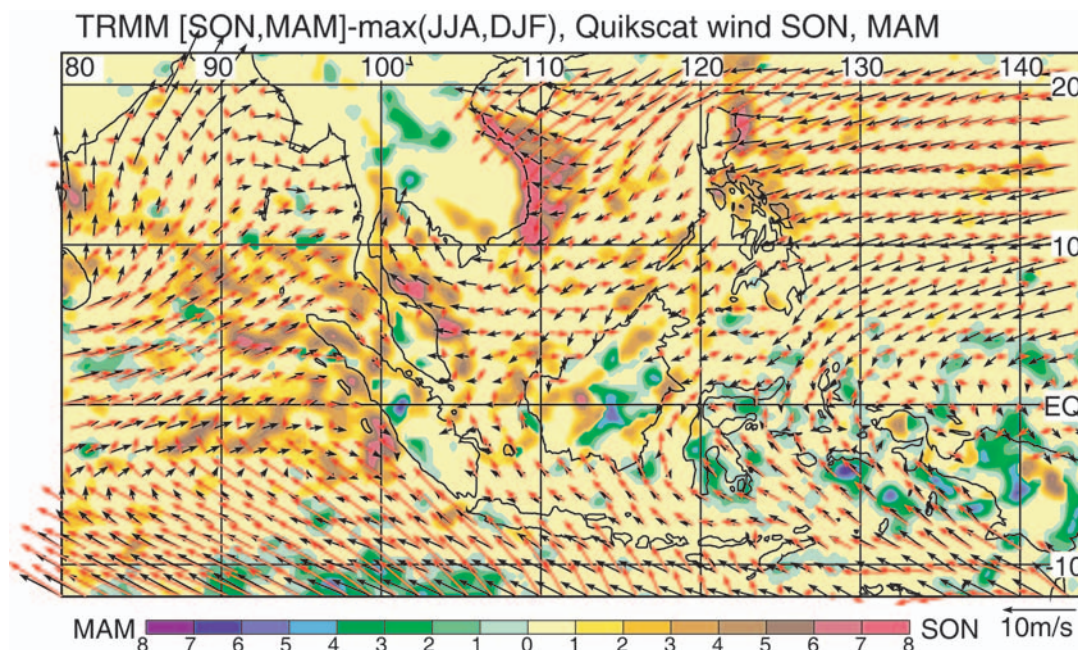 TRMM [SON,MAM]-max(JJA,DJF), Quikscat wind SON, MAM
80 90 100 110 120 130 140
20
10
EQ
-10
MAM SON
8 7 6 5 4 3 2 1 0 1 2 3 4 5 6 7 8
10m/s